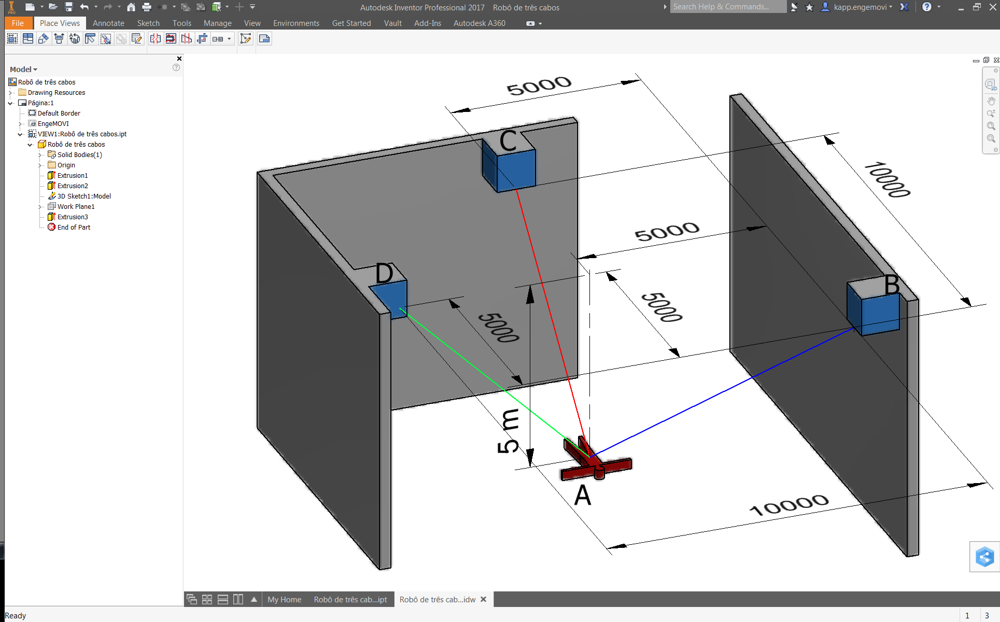 PRO
Autodesk Inventor Professional 2017 Robô de três cabos
Search Help & Commands...
kapp.engemovi
File Place Views Annotate Sketch Tools Manage View Environments Get Started Vault Add-Ins Autodesk A360
Model
Robô de três cabos
Drawing Resources
Página:1
Default Border
EngeMOVI
VIEW1:Robô de três cabos.ipt
Robô de três cabos
Solid Bodies(1)
Origin
Extrusion1
Extrusion2
3D Sketch1:Model
Work Plane1
Extrusion3
End of Part
2D
5000
C
10000
5000
D
B
5000
5000
5 m
A
10000
My Home Robô de três cab...ipt Robô de três cab...idw
Ready
1 3